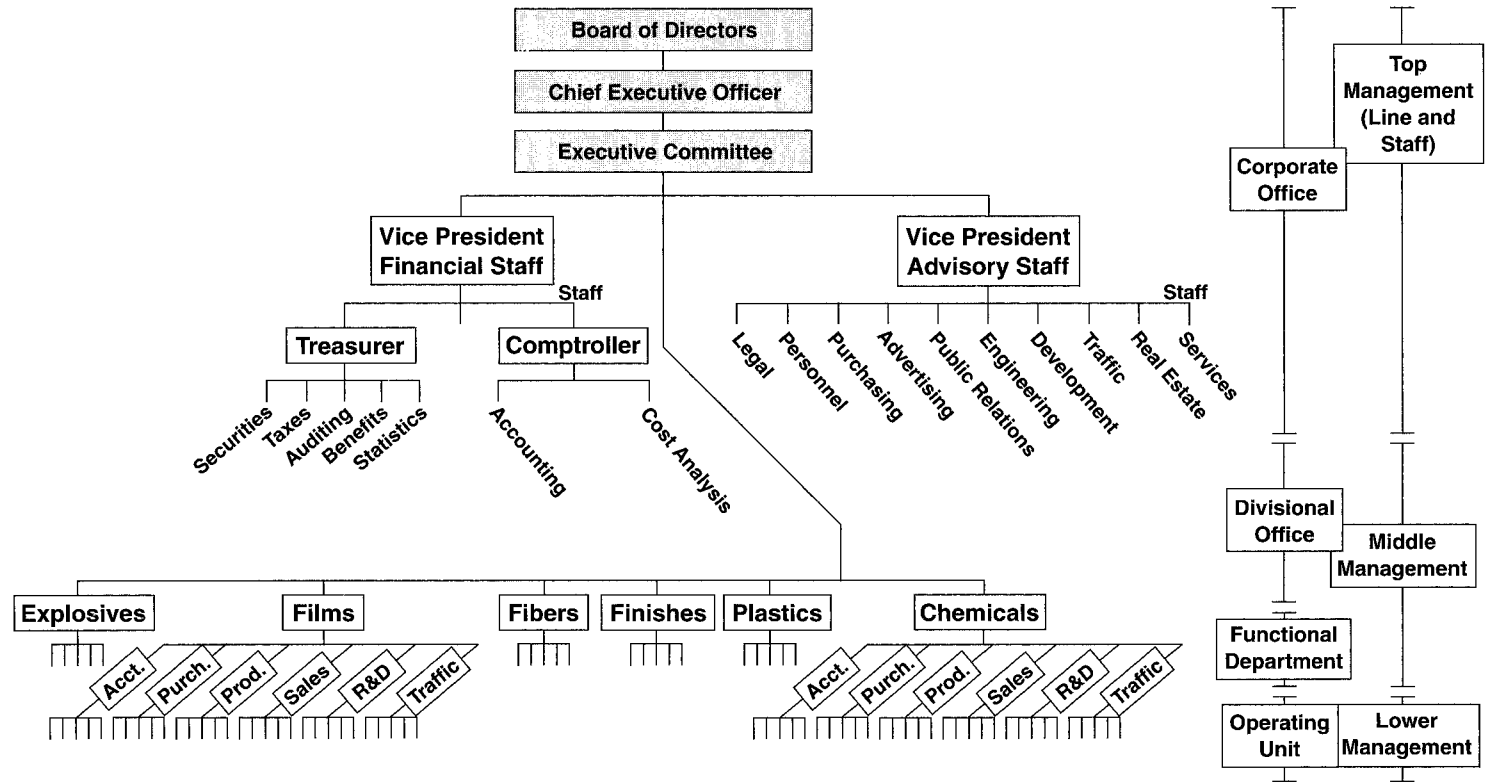 Board of Directors
Chief Executive Officer
Executive Committee
Vice President
Financial Staff
Staff
Treasurer
Comptroller
Securities
Taxes
Auditing
Benefits
Statistics
Accounting
Cost Analysis
Vice President
Advisory Staff
Staff
Legal
Personnel
Purchasing
Advertising
Public Relations
Engineering
Development
Traffic
Real Estate
Services
Explosives
Films
Fibers
Finishes
Plastics
Chemicals
Acct.
Purch.
Prod.
Sales
R&D
Traffic
Acct.
Purch.
Prod.
Sales
R&D
Traffic
Corporate
Office
Divisional
Office
Functional
Department
Operating
Unit
Top
Management
(Line and
Staff)
Middle
Management
Lower
Management